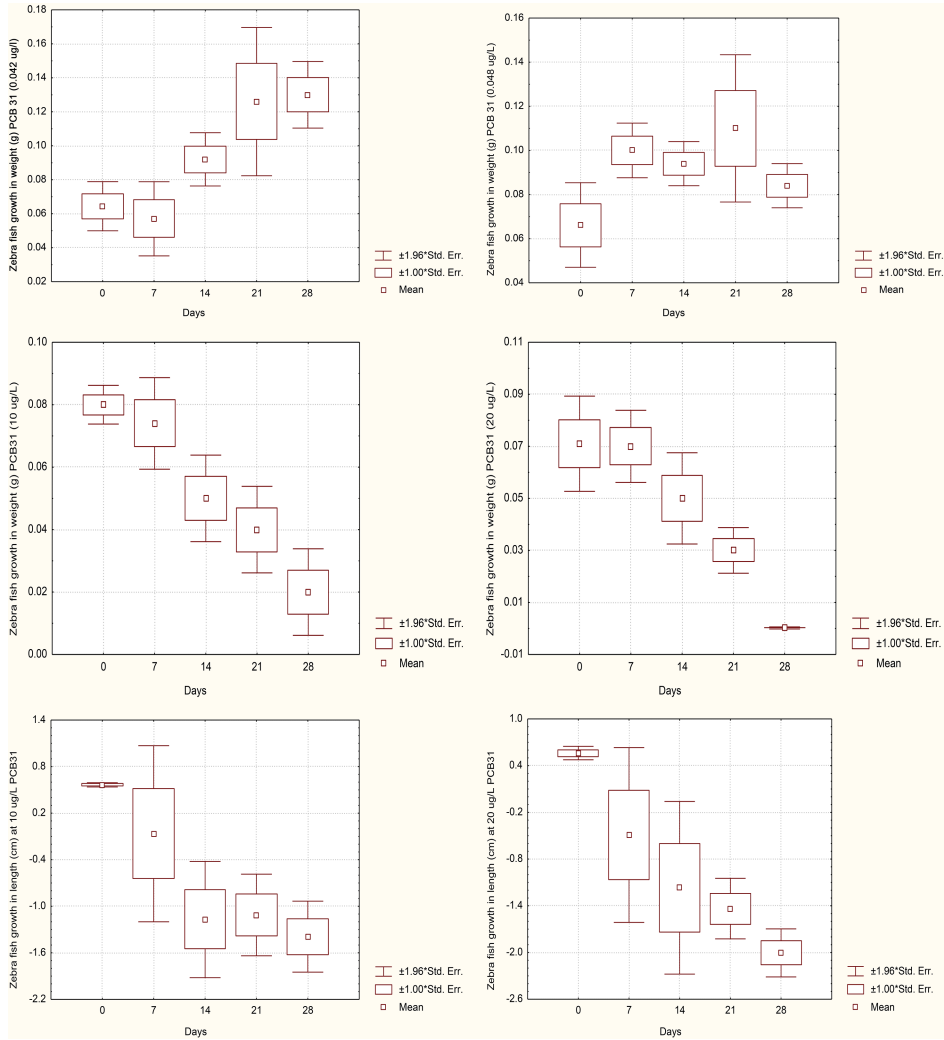 Zebra fish growth in weight (g) PCB 31 (0.042 ug/l)
0.18
0.16
0.14
0.12
0.10
0.08
0.06
0.04
0.02
0
7
14
21
28
Days
±1.96*Std. Err.
±1.00*Std. Err.
Mean
Zebra fish growth in weight (g) PCB 31 (0.048 ug/L)
0.16
0.14
0.12
0.10
0.08
0.06
0.04
0
7
14
21
28
Days
±1.96*Std. Err.
±1.00*Std. Err.
Mean
Zebra fish growth in weight (g) PCB31 (10 ug/L)
0.10
0.08
0.06
0.04
0.02
0.00
0
7
14
21
28
Days
±1.96*Std. Err.
±1.00*Std. Err.
Mean
Zebra fish growth in weight (g) PCB31 (20 ug/L)
0.11
0.09
0.07
0.05
0.03
0.01
-0.01
0
7
14
21
28
Days
±1.96*Std. Err.
±1.00*Std. Err.
Mean
Zebra fish growth in length (cm) at 10 ug/L PCB31
1.4
0.8
0.2
-0.4
-1.0
-1.6
-2.2
0
7
14
21
28
Days
±1.96*Std. Err.
±1.00*Std. Err.
Mean
Zebra fish growth in length (cm) at 20 ug/L PCB31
1.0
0.4
-0.2
-0.8
-1.4
-2.0
-2.6
0
7
14
21
28
Days
±1.96*Std. Err.
±1.00*Std. Err.
Mean